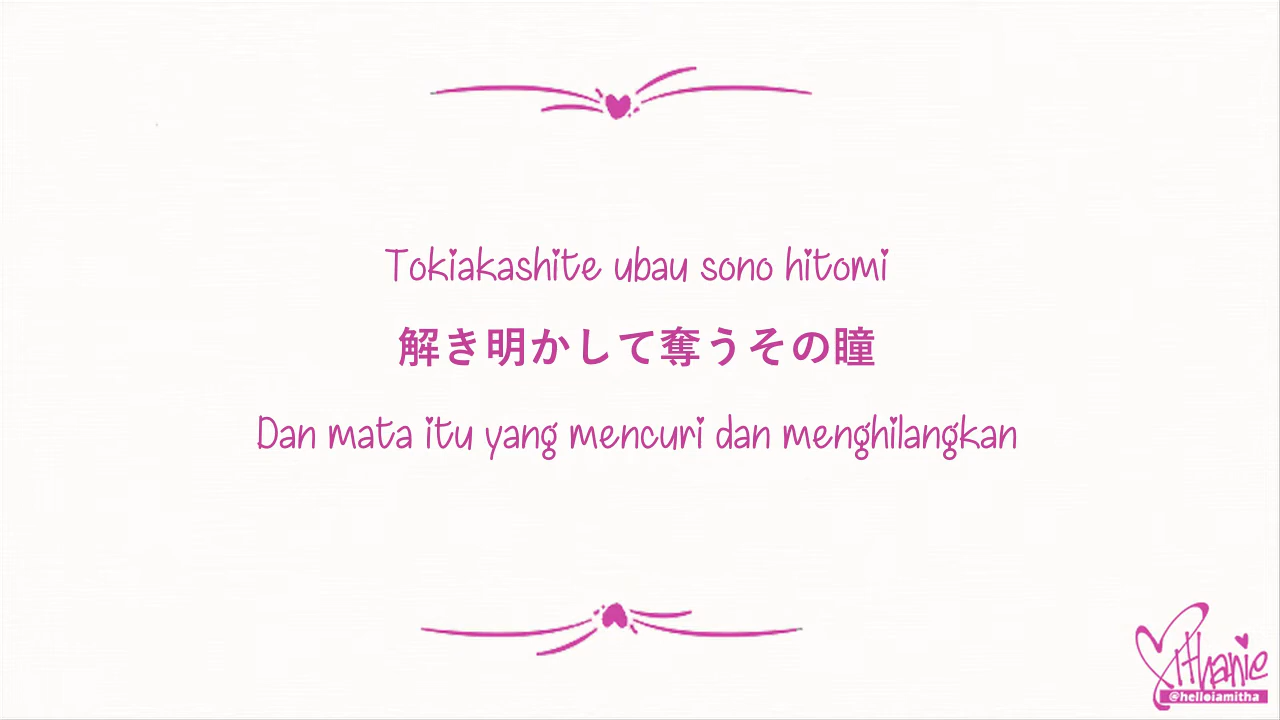 Tokiakashite ubau sono hitomi
解き明かして奪うその瞳
Dan mata itu yang mencuri dan menghilangkan
Mithanie
@helloiamitha